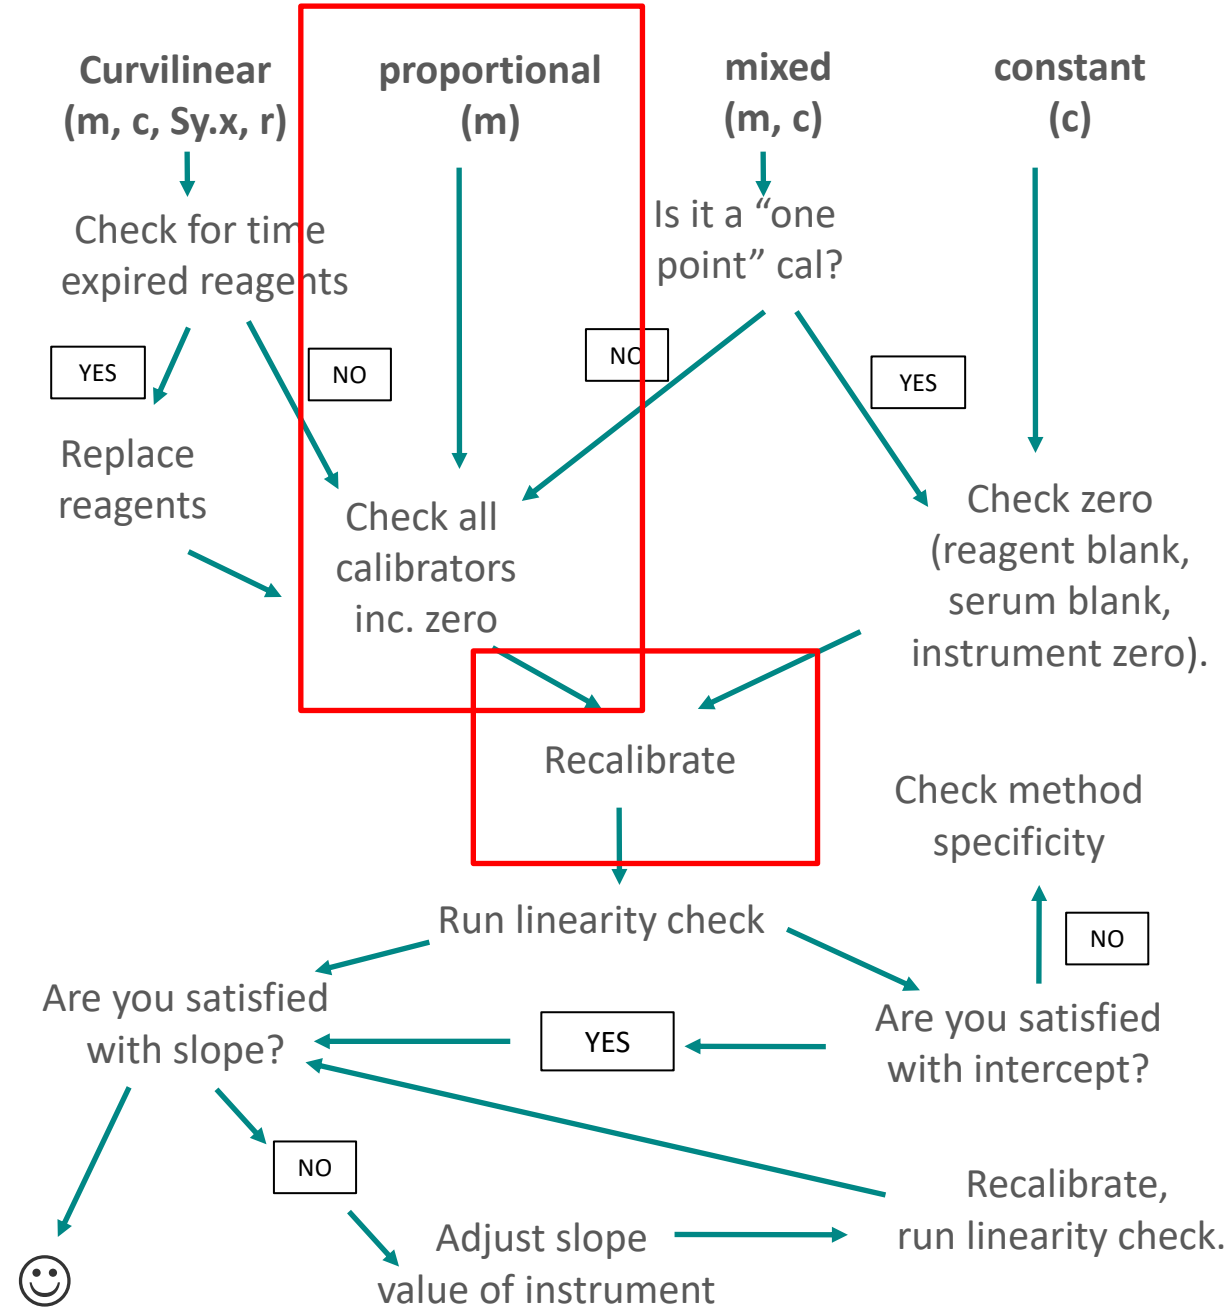 Curvilinear
(m, c, Sy.x, r)
proportional
(m)
mixed
(m, c)
constant
(c)
Check for time
expired reagents
Is it a “one
point” cal?
YES
NO
NO
YES
Replace
reagents
Check all
calibrators
inc. zero
Check zero
(reagent blank,
serum blank,
instrument zero).
Recalibrate
Check method
specificity
Run linearity check
NO
Are you satisfied
with slope?
YES
Are you satisfied
with intercept?
NO
Adjust slope
value of instrument
Recalibrate,
run linearity check.